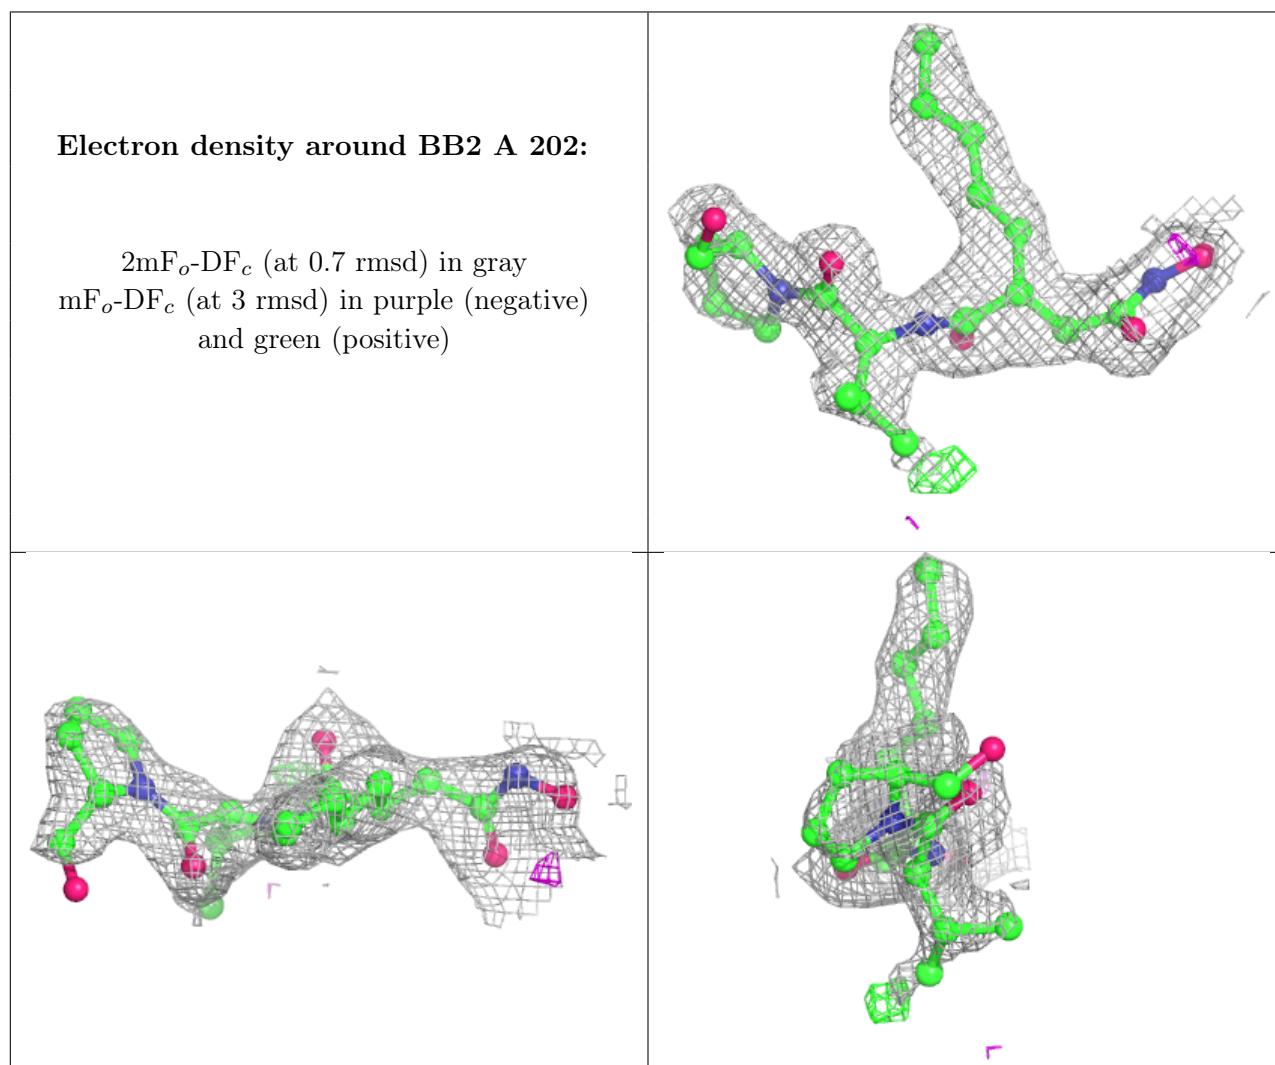 Electron density around BB2 A 202:
2mFₒ-DF𝑐 (at 0.7 rmsd) in gray
mFₒ-DF𝑐 (at 3 rmsd) in purple (negative)
and green (positive)